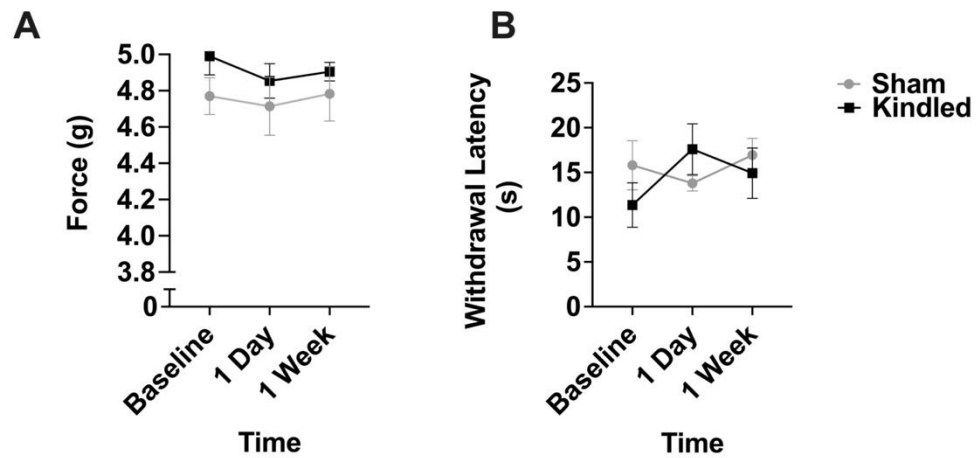 A
Force (g)
5.0
4.8
4.6
4.4
4.2
4.0
3.8
0
Baseline
1 Day
1 Week
Time
B
Withdrawal Latency
(s)
25
20
15
10
5
0
Baseline
1 Day
1 Week
Time
Sham
Kindled